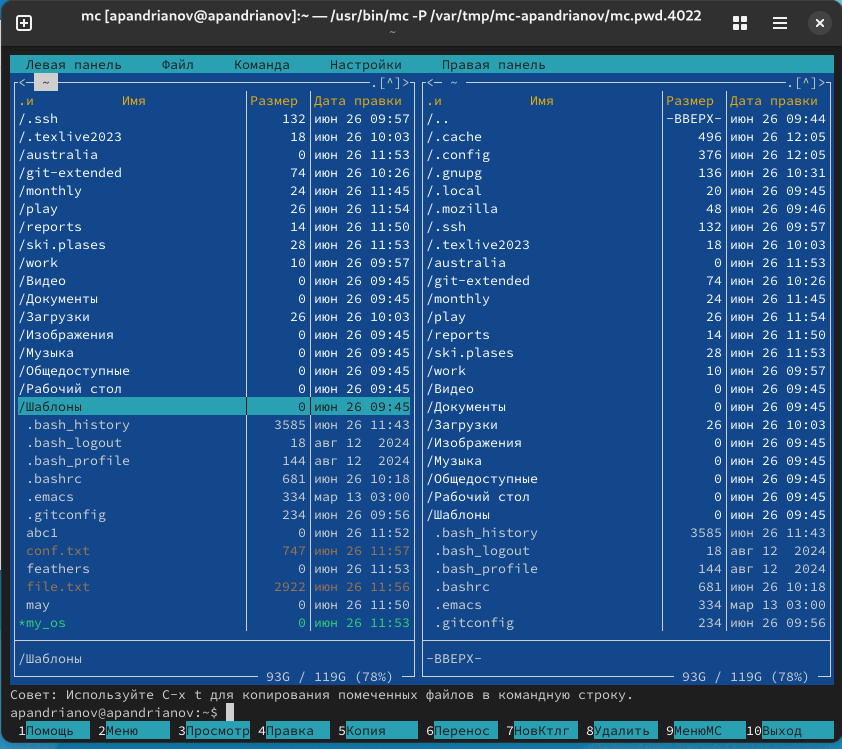 mc [apandrianov@apandrianov]:~ — /usr/bin/mc -P /var/tmp/mc-apandrianov/mc.pwd.4022
~
Левая панель Файл Команда Настройки Правая панель
<— ~ .[^]>
.и Имя Размер Дата правки
/.ssh 132 июн 26 09:57
/.texlive2023 18 июн 26 10:03
/australia 0 июн 26 11:53
/git-extended 74 июн 26 10:26
/monthly 24 июн 26 11:45
/play 26 июн 26 11:54
/reports 14 июн 26 11:50
/ski.plases 28 июн 26 11:53
/work 10 июн 26 09:57
/Видео 0 июн 26 09:45
/Документы 0 июн 26 09:45
/Загрузки 26 июн 26 10:03
/Изображения 0 июн 26 09:45
/Музыка 0 июн 26 09:45
/Общедоступные 0 июн 26 09:45
/Рабочий стол 0 июн 26 09:45
/Шаблоны 0 июн 26 09:45
.bash_history 3585 июн 26 11:43
.bash_logout 18 авг 12 2024
.bash_profile 144 авг 12 2024
.bashrc 681 июн 26 10:18
.emacs 334 мар 13 03:00
.gitconfig 234 июн 26 09:56
abc1 0 июн 26 11:52
conf.txt 747 июн 26 11:57
feathers 0 июн 26 11:53
file.txt 2922 июн 26 11:56
may 0 июн 26 11:50
*my_os 0 июн 26 11:53
/Шаблоны
93G / 119G (78%)
<— ~ .[^]>
.и Имя Размер Дата правки
/.. -ВВЕРХ- июн 26 09:44
/.cache 496 июн 26 12:05
/.config 376 июн 26 12:05
/.gnupg 136 июн 26 10:31
/.local 20 июн 26 09:45
/.mozilla 48 июн 26 09:46
/.ssh 132 июн 26 09:57
/.texlive2023 18 июн 26 10:03
/australia 0 июн 26 11:53
/git-extended 74 июн 26 10:26
/monthly 24 июн 26 11:45
/play 26 июн 26 11:54
/reports 14 июн 26 11:50
/ski.plases 28 июн 26 11:53
/work 10 июн 26 09:57
/Видео 0 июн 26 09:45
/Документы 0 июн 26 09:45
/Загрузки 26 июн 26 10:03
/Изображения 0 июн 26 09:45
/Музыка 0 июн 26 09:45
/Общедоступные 0 июн 26 09:45
/Рабочий стол 0 июн 26 09:45
/Шаблоны 0 июн 26 09:45
.bash_history 3585 июн 26 11:43
.bash_logout 18 авг 12 2024
.bash_profile 144 авг 12 2024
.bashrc 681 июн 26 10:18
.emacs 334 мар 13 03:00
.gitconfig 234 июн 26 09:56
-ВВЕРХ-
93G / 119G (78%)
Совет: Используйте C-x t для копирования помеченных файлов в командную строку.
apandrianov@apandrianov:~$
1Помощь 2Меню 3Просмотр 4Правка 5Копия 6Перенос 7НовКтлг 8Удалить 9МенюMC 10Выход